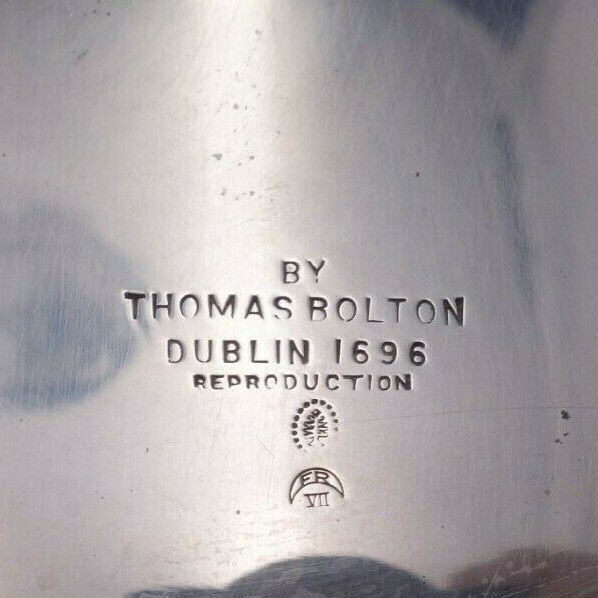 BY
THOMAS BOLTON
DUBLIN 1696
REPRODUCTION
ER
VII